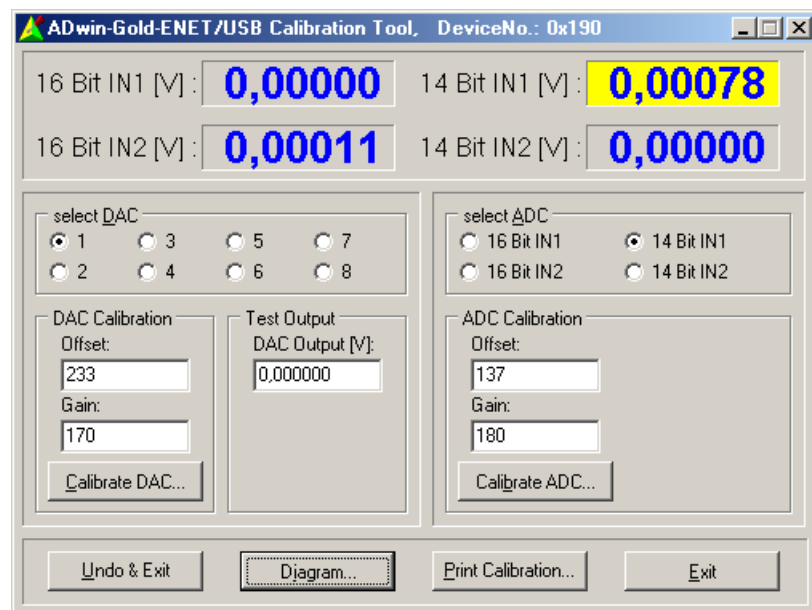 ADwin-Gold-ENET/USB Calibration Tool, DeviceNo.: 0x190
16 Bit IN1 [V] : 0,00000 14 Bit IN1 [V] : 0,00078
16 Bit IN2 [V] : 0,00011 14 Bit IN2 [V] : 0,00000
select DAC
1 3 5 7
2 4 6 8
select ADC
16 Bit IN1 14 Bit IN1
16 Bit IN2 14 Bit IN2
DAC Calibration
Offset:
233
Gain:
170
Calibrate DAC...
Test Output
DAC Output [V]:
0,000000
ADC Calibration
Offset:
137
Gain:
180
Calibrate ADC...
Undo & Exit Diagram... Print Calibration... Exit